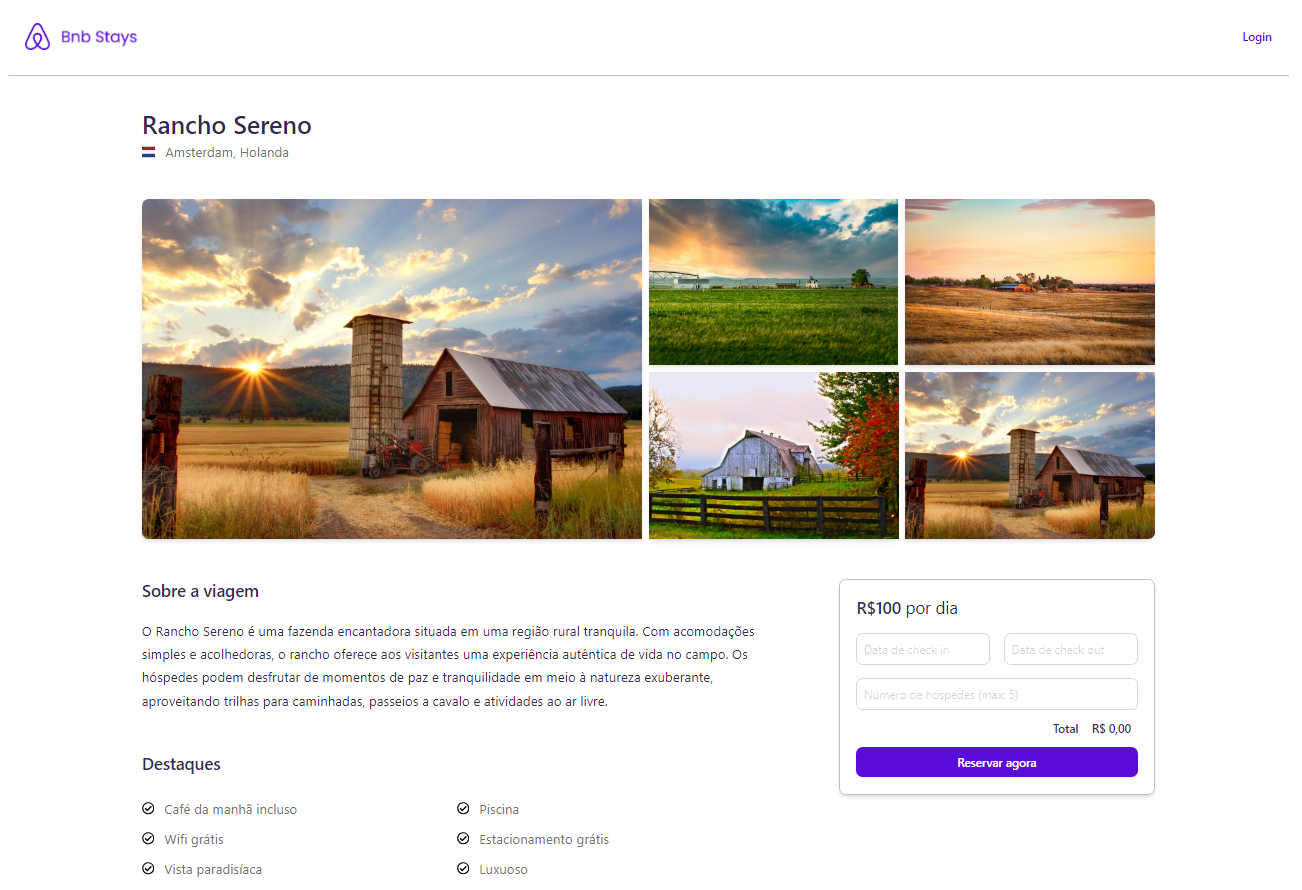 Bnb Stays
Login
Rancho Sereno
Amsterdam, Holanda
Sobre a viagem
O Rancho Sereno é uma fazenda encantadora situada em uma região rural tranquila. Com acomodações
simples e acolhedoras, o rancho oferece aos visitantes uma experiência autêntica de vida no campo. Os
hóspedes podem desfrutar de momentos de paz e tranquilidade em meio à natureza exuberante,
aproveitando trilhas para caminhadas, passeios a cavalo e atividades ao ar livre.
Destaques
Café da manhã incluso
Piscina
Wifi grátis
Estacionamento grátis
Vista paradisíaca
Luxuoso
R$100 por dia
Data de check in
Data de check out
Número de hóspedes (max: 5)
Total R$ 0,00
Reservar agora